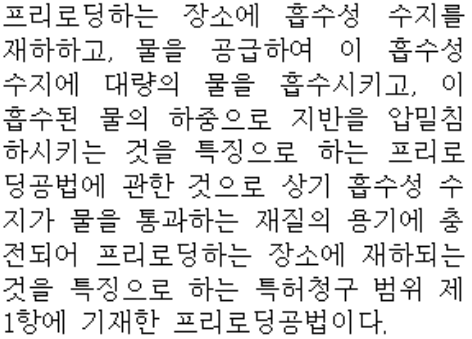 프리로딩하는 장소에 흡수성 수지를
재하하고, 물을 공급하여 이 흡수성
수지에 대량의 물을 흡수시키고, 이
흡수된 물의 하중으로 지반을 압밀침
하시키는 것을 특징으로 하는 프리로
딩공법에 관한 것으로 상기 흡수성 수
지가 물을 통과하는 재질의 용기에 충
전되어 프리로딩하는 장소에 재하되는
것을 특징으로 하는 특허청구 범위 제
1항에 기재한 프리로딩공법이다.